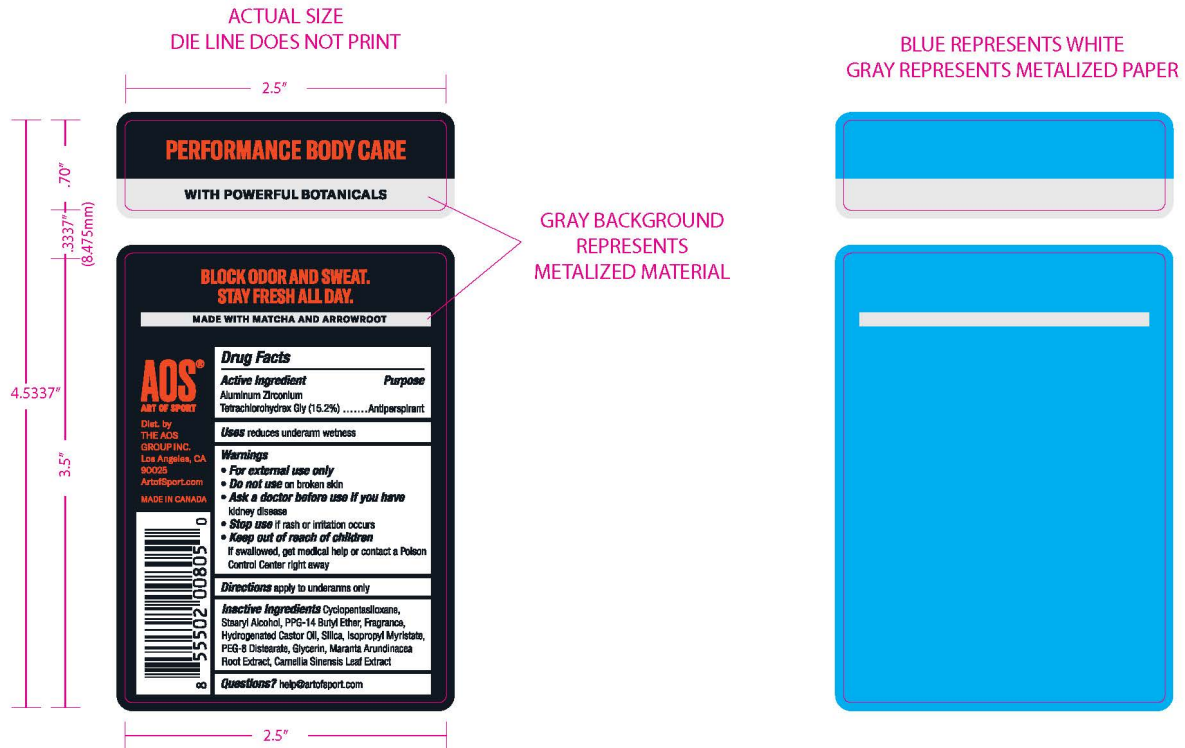 ACTUAL SIZE
DIE LINE DOES NOT PRINT
2.5"
.70"
.3337"
(8.475mm)
4.5337"
3.5"
PERFORMANCE BODY CARE
WITH POWERFUL BOTANICALS
GRAY BACKGROUND
REPRESENTS
METALIZED MATERIAL
BLOCK ODOR AND SWEAT.
STAY FRESH ALL DAY.
MADE WITH MATCHA AND ARROWROOT
AOS®
ART OF SPORT
Dist. by
THE AOS
GROUP INC.
Los Angeles, CA
90025
ArtofSport.com
MADE IN CANADA
8 55502 00805 0
Drug Facts
Active Ingredient Purpose
Aluminum Zirconium
Tetrachlorohydrex Gly (15.2%) .......Antiperspirant
Uses reduces underarm wetness
Warnings
• For external use only
• Do not use on broken skin
• Ask a doctor before use if you have
kidney disease
• Stop use if rash or irritation occurs
• Keep out of reach of children
If swallowed, get medical help or contact a Poison
Control Center right away
Directions apply to underarms only
Inactive Ingredients Cyclopentasiloxane,
Stearyl Alcohol, PPG-14 Butyl Ether, Fragrance,
Hydrogenated Castor Oil, Silica, Isopropyl Myristate,
PEG-8 Distearate, Glycerin, Maranta Arundinacea
Root Extract, Camellia Sinensis Leaf Extract
Questions? help@artofsport.com
2.5"
BLUE REPRESENTS WHITE
GRAY REPRESENTS METALIZED PAPER